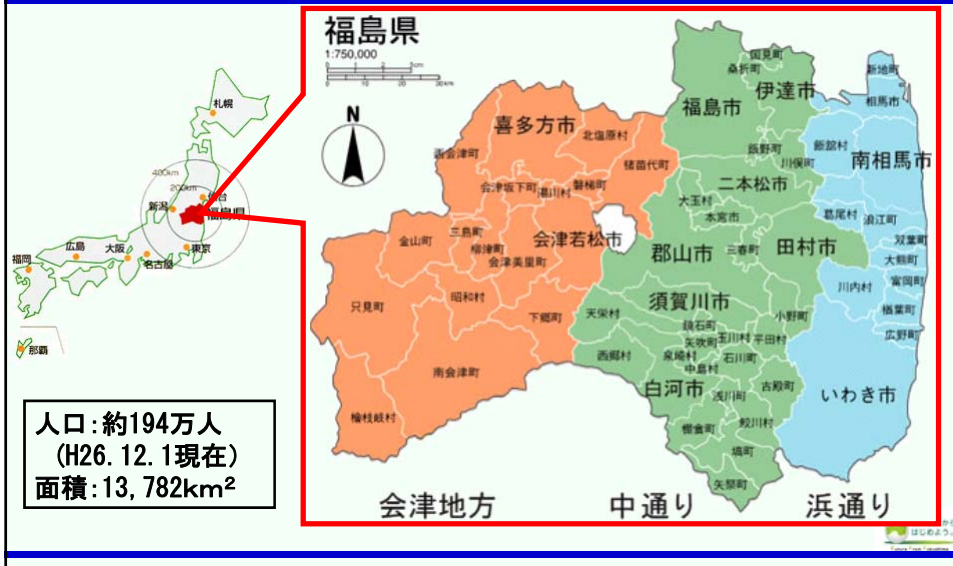 福島県
1:750,000
0 5cm
0 10 20 30km
N
札幌
400km
200km
仙台
新潟
福島県
東京
広島
大阪
名古屋
福岡
那覇
人口:約194万人
(H26.12.1現在)
面積:13,782km²
喜多方市
北塩原村
西会津町
猪苗代町
会津坂下町
湯川村
磐梯町
会津若松市
金山町
三島町
柳津町
会津美里町
只見町
昭和村
下郷町
南会津町
檜枝岐村
国見町
桑折町
伊達市
福島市
飯野町
川俣町
二本松市
大玉村
本宮市
郡山市
三春町
田村市
須賀川市
天栄村
鏡石町
小野町
矢吹町
玉川村
平田村
西郷村
泉崎村
石川町
中島村
白河市
浅川町
古殿町
棚倉町
鮫川村
塙町
矢祭町
新地町
相馬市
飯舘村
南相馬市
葛尾村
浪江町
双葉町
大熊町
川内村
富岡町
楢葉町
広野町
いわき市
会津地方
中通り
浜通り
はじめよう。